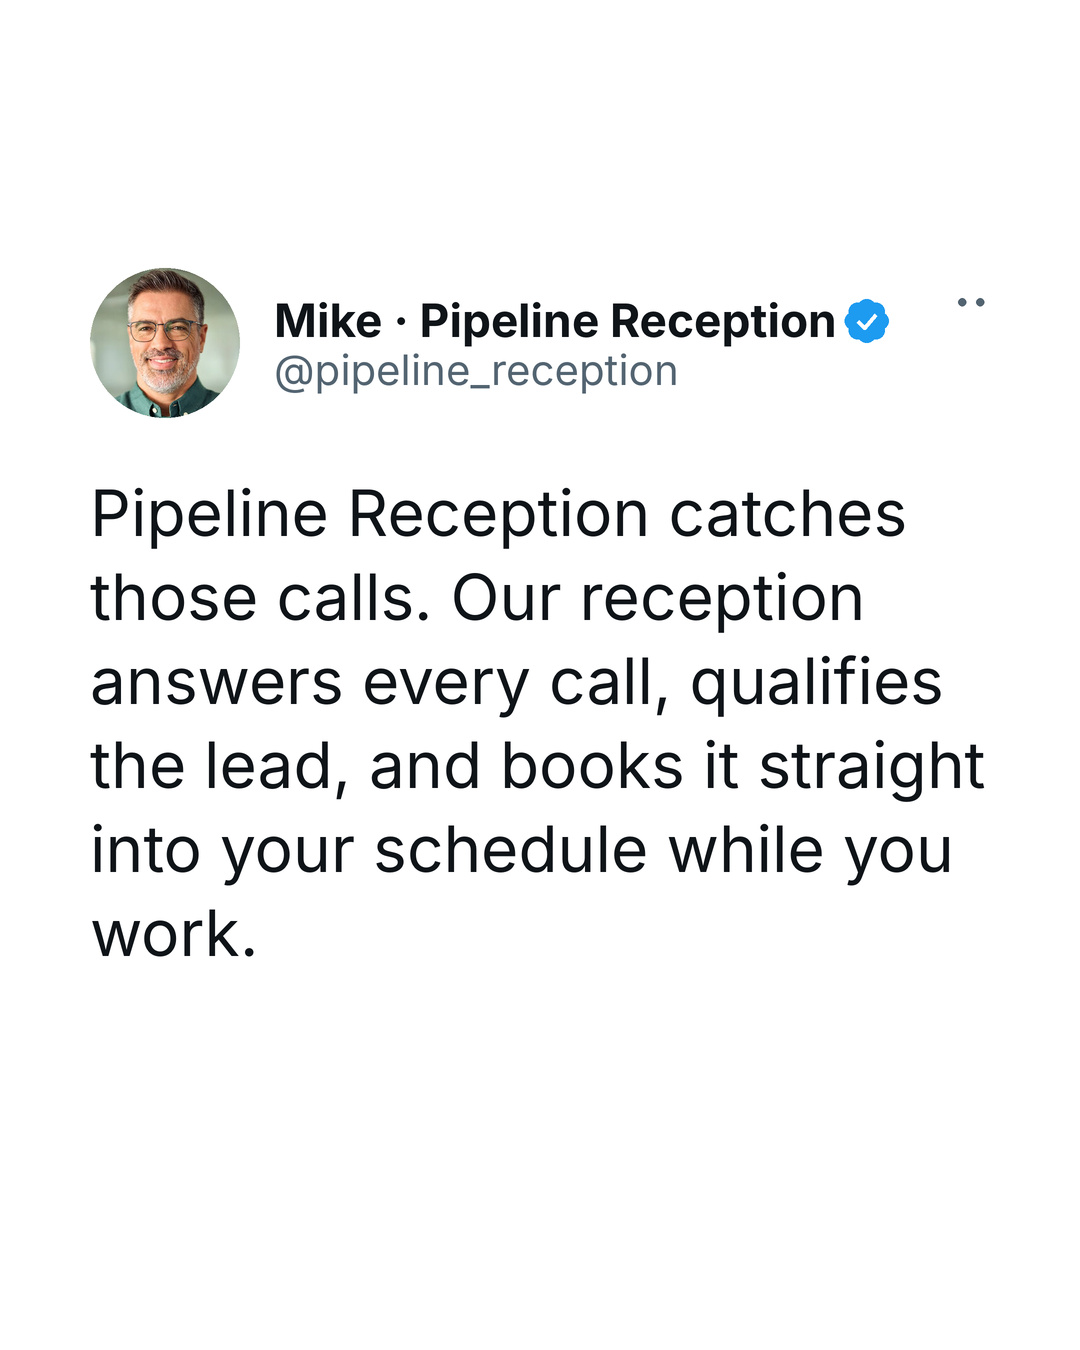 Mike · Pipeline Reception
@pipeline_reception
Pipeline Reception catches
those calls. Our reception
answers every call, qualifies
the lead, and books it straight
into your schedule while you
work.